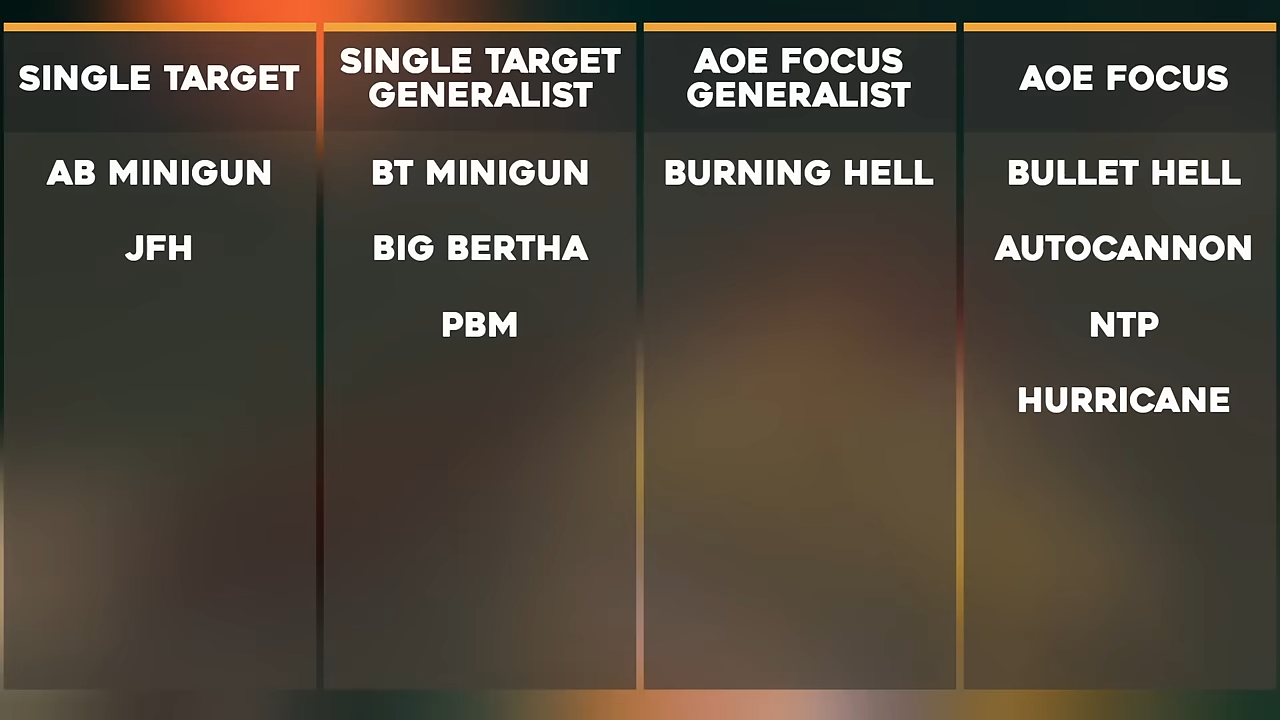 SINGLE TARGET
AB MINIGUN
JFH
SINGLE TARGET
GENERALIST
BT MINIGUN
BIG BERTHA
PBM
AOE FOCUS
GENERALIST
BURNING HELL
AOE FOCUS
BULLET HELL
AUTOCANNON
NTP
HURRICANE